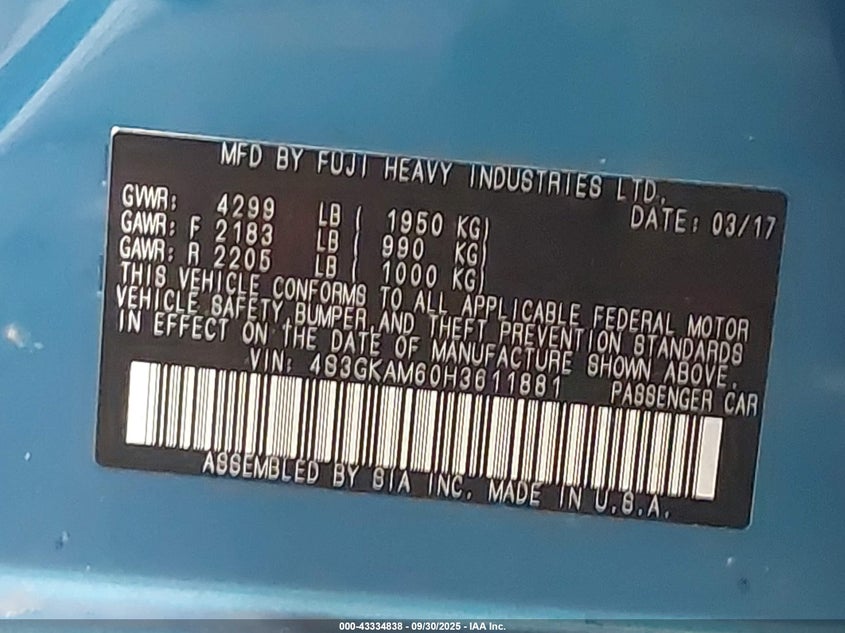 MFD BY FUJI HEAVY INDUSTRIES LTD.
DATE: 03/17
GVWR: 4299 LB ( 1950 KG)
GAWR: F 2183 LB ( 990 KG)
GAWR: R 2205 LB ( 1000 KG)
THIS VEHICLE CONFORMS TO ALL APPLICABLE FEDERAL MOTOR
VEHICLE SAFETY, BUMPER, AND THEFT PREVENTION STANDARDS
IN EFFECT ON THE DATE OF MANUFACTURE SHOWN ABOVE.
VIN: 4S3GKAM60H3611881 PASSENGER CAR
ASSEMBLED BY SIA INC. MADE IN U.S.A.
000-43334838 - 09/30/2025 - IAA Inc.